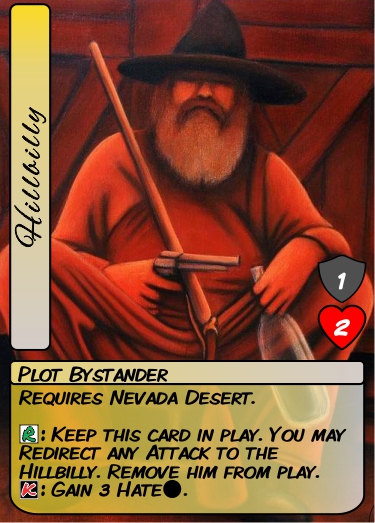 Hillbilly
1
2
Plot Bystander
Requires Nevada Desert.
R: Keep this card in play. You may
Redirect any Attack to the
Hillbilly. Remove him from play.
K: Gain 3 Hate●.